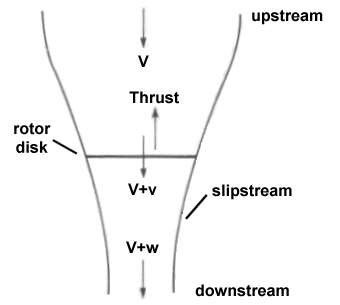 upstream
V
Thrust
rotor
disk
V+v
slipstream
V+w
downstream